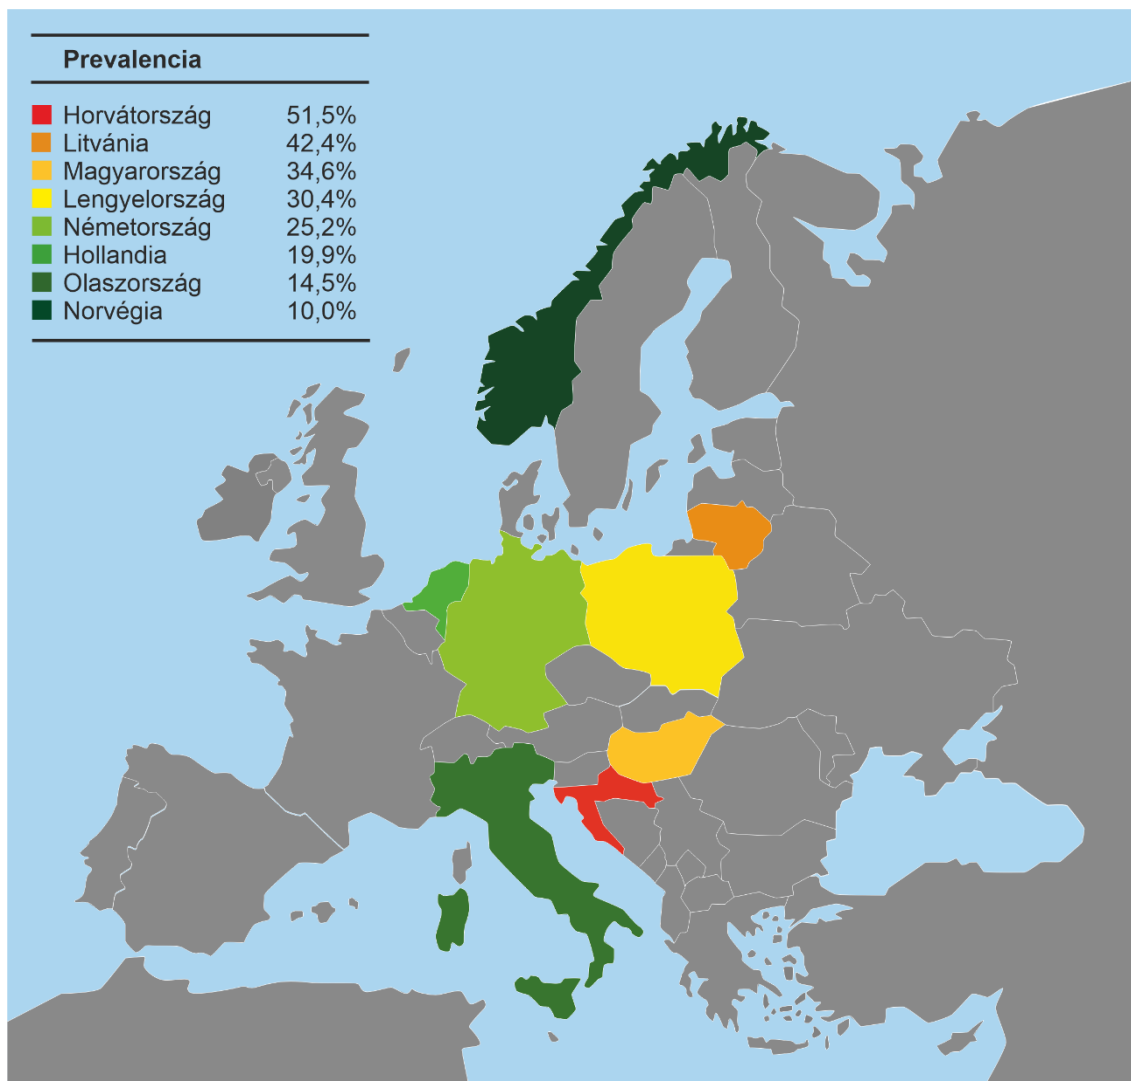 Prevalencia
Horvátország 51,5%
Litvánia 42,4%
Magyarország 34,6%
Lengyelország 30,4%
Németország 25,2%
Hollandia 19,9%
Olaszország 14,5%
Norvégia 10,0%